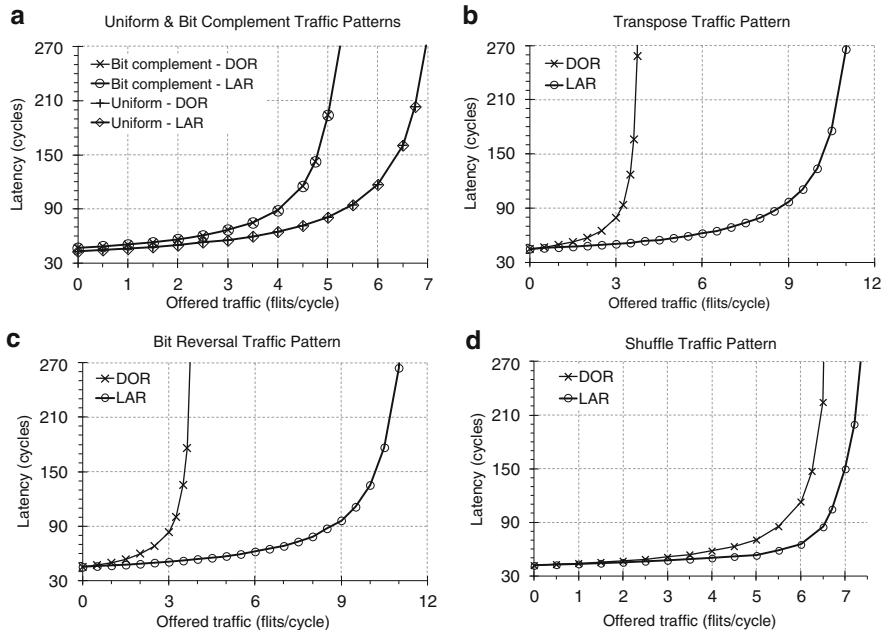 a
Uniform & Bit Complement Traffic Patterns
270
210
150
90
30
Latency (cycles)
Bit complement - DOR
Bit complement - LAR
Uniform - DOR
Uniform - LAR
0 1 2 3 4 5 6 7
Offered traffic (flits/cycle)
b
Transpose Traffic Pattern
270
210
150
90
30
Latency (cycles)
DOR
LAR
0 3 6 9 12
Offered traffic (flits/cycle)
c
Bit Reversal Traffic Pattern
270
210
150
90
30
Latency (cycles)
DOR
LAR
0 3 6 9 12
Offered traffic (flits/cycle)
d
Shuffle Traffic Pattern
270
210
150
90
30
Latency (cycles)
DOR
LAR
0 1 2 3 4 5 6 7
Offered traffic (flits/cycle)